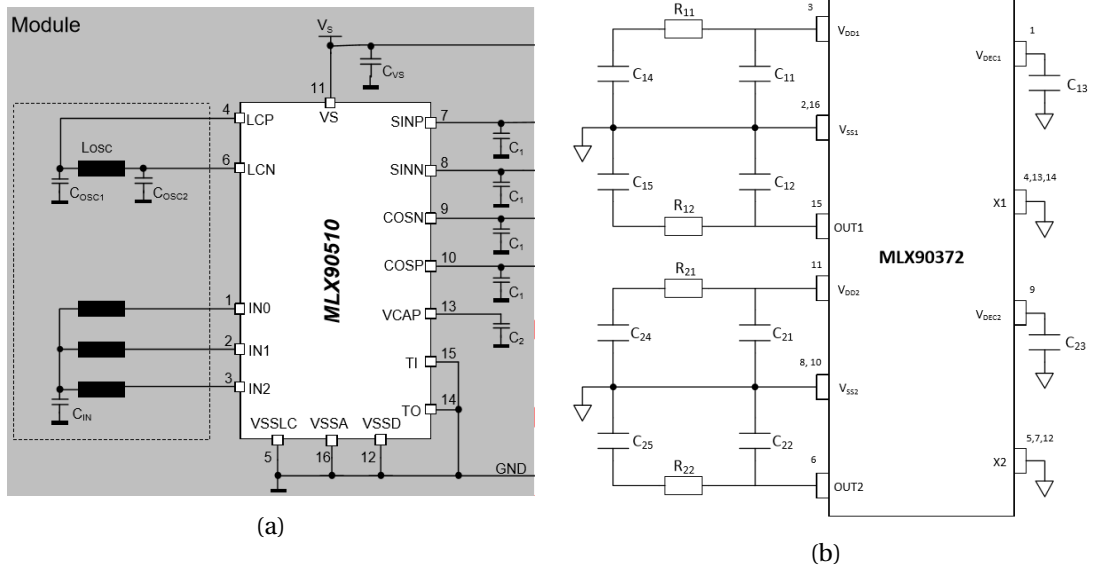 Module
VS
CVS
11
VS
4
LCP
LOSC
6
LCN
COSC1
COSC2
1
IN0
2
IN1
3
IN2
CIN
MLX90510
SINP
7
C1
SINN
8
C1
COSN
9
C1
COSP
10
C1
VCAP
13
C2
TI
15
TO
14
VSSLC
VSSA
VSSD
5
16
12
GND
(a)
R11
3
VDD1
C14
C11
2,16
VSS1
C15
C12
R12
15
OUT1
R21
11
VDD2
C24
C21
8, 10
VSS2
C25
C22
R22
6
OUT2
MLX90372
1
VDEC1
C13
4,13,14
X1
9
VDEC2
C23
5,7,12
X2
(b)